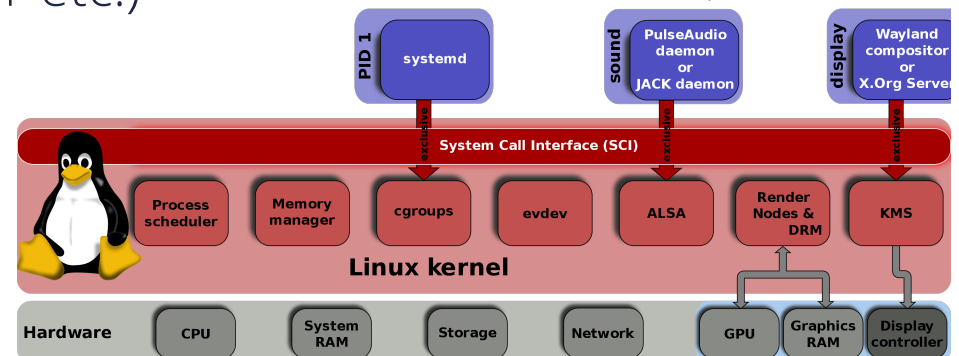 etc.)
PID 1
systemd
sound
PulseAudio
daemon
or
JACK daemon
display
Wayland
compositor
or
X.Org Server
exclusive
exclusive
exclusive
System Call Interface (SCI)
Process
scheduler
Memory
manager
cgroups
evdev
ALSA
Render
Nodes &
DRM
KMS
Linux kernel
Hardware
CPU
System
RAM
Storage
Network
GPU
Graphics
RAM
Display
controller